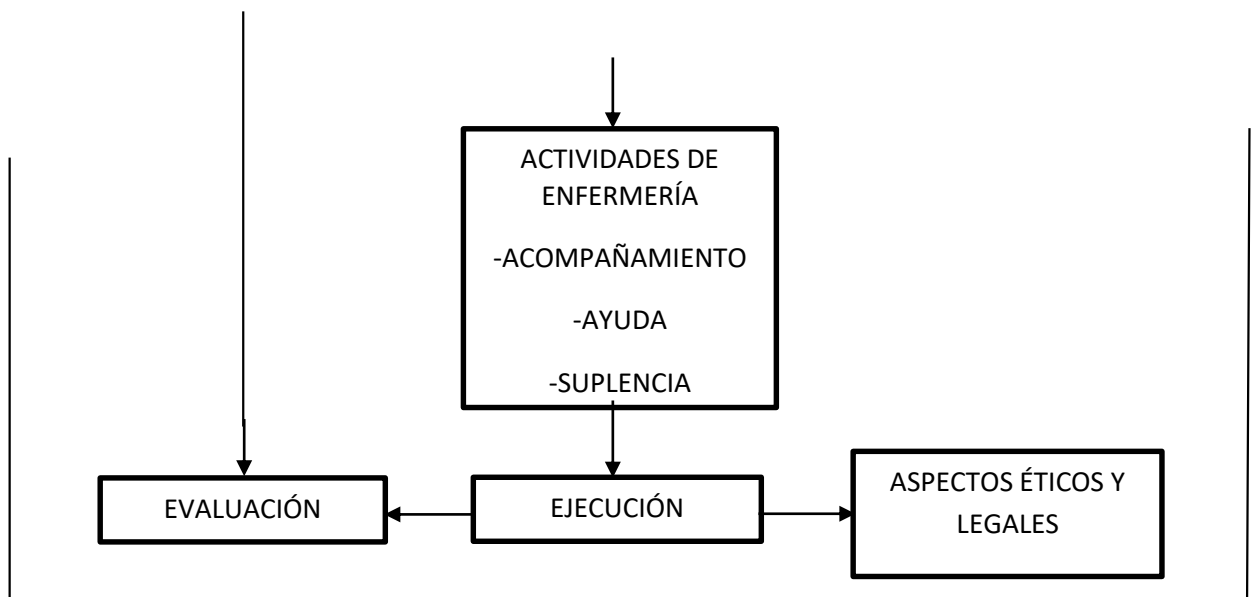 ACTIVIDADES DE
ENFERMERÍA
-ACOMPAÑAMIENTO
-AYUDA
-SUPLENCIA
EVALUACIÓN
EJECUCIÓN
ASPECTOS ÉTICOS Y
LEGALES